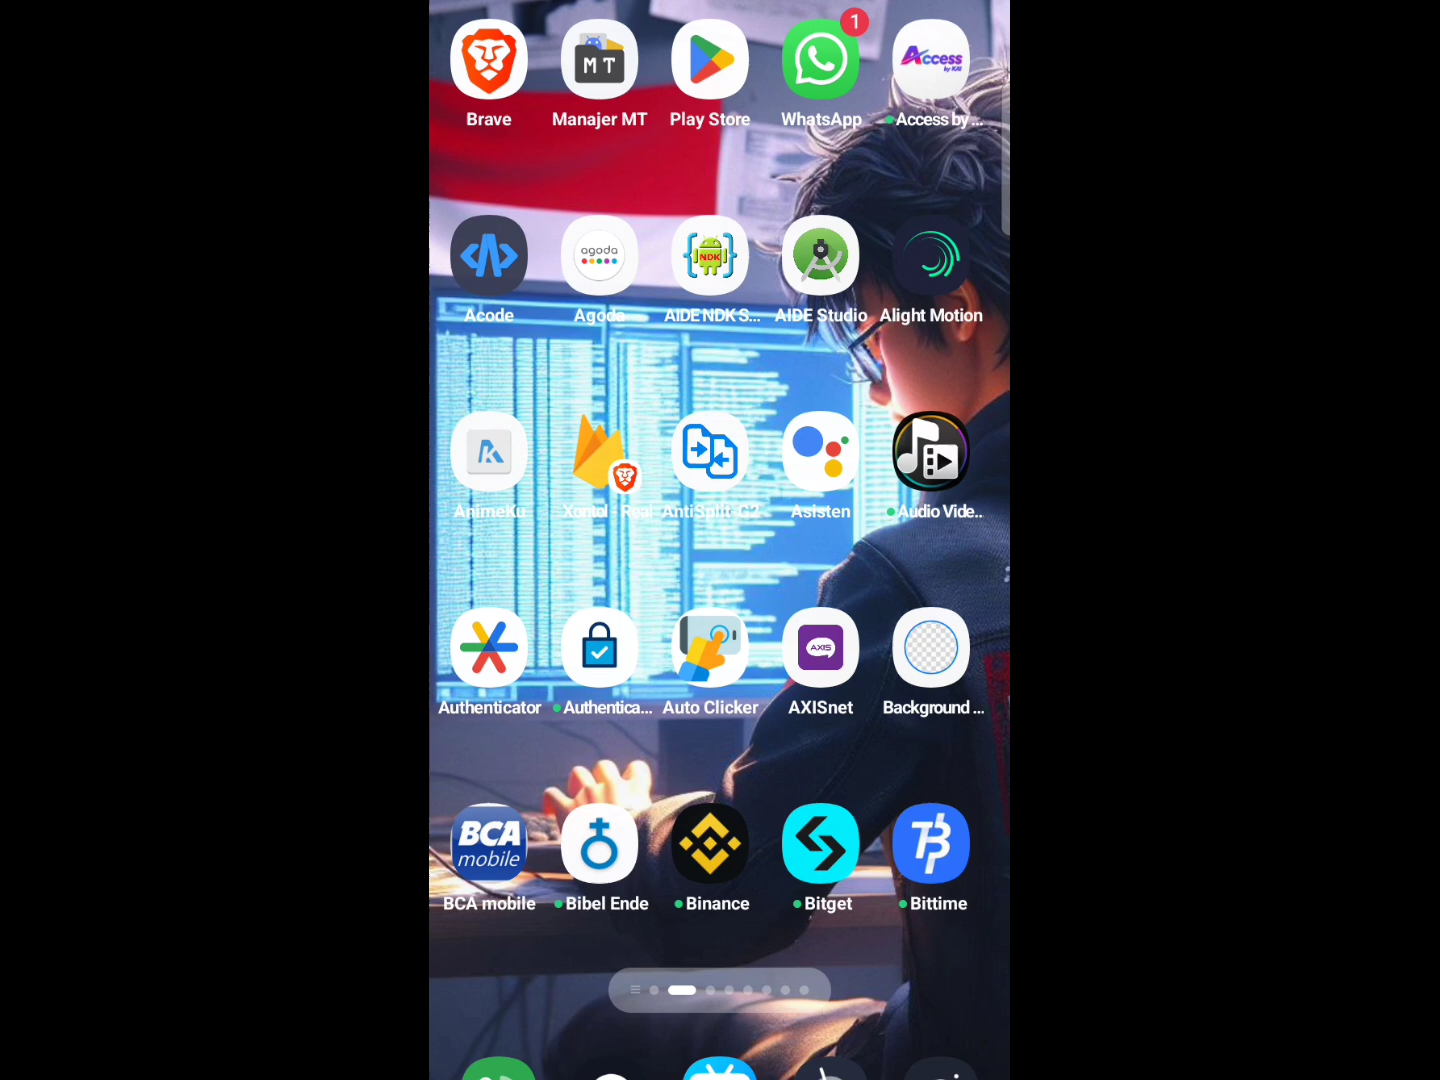 1
MT
Access
by KAI
Brave
Manajer MT
Play Store
WhatsApp
Access by ...
agoda
NDK
Acode
Agoda
AIDE NDK S...
AIDE Studio
Alight Motion
AnimeKu
Xontol - Real
AntiSplit-G2
Asisten
Audio Vide..
AXIS
Authenticator
Authentica...
Auto Clicker
AXISnet
Background ...
BCA
mobile
BCA mobile
Bibel Ende
Binance
Bitget
Bittime